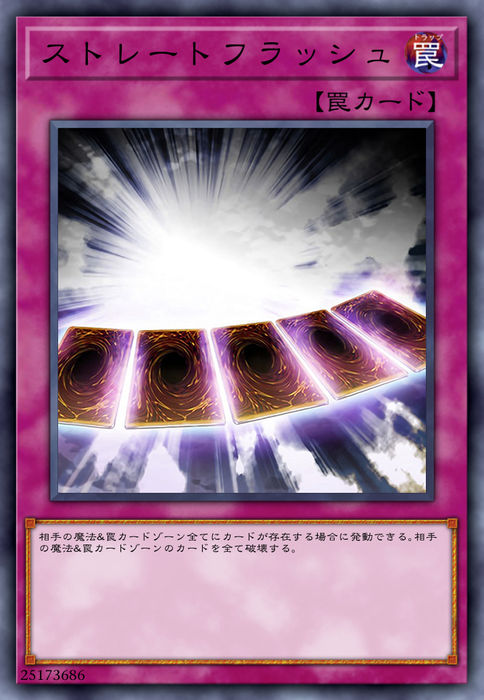 ストレートフラッシュ
トラップ
罠
【罠カード】
相手の魔法&罠カードゾーン全てにカードが存在する場合に発動できる。相手
の魔法&罠カードゾーンのカードを全て破壊する。
25173686